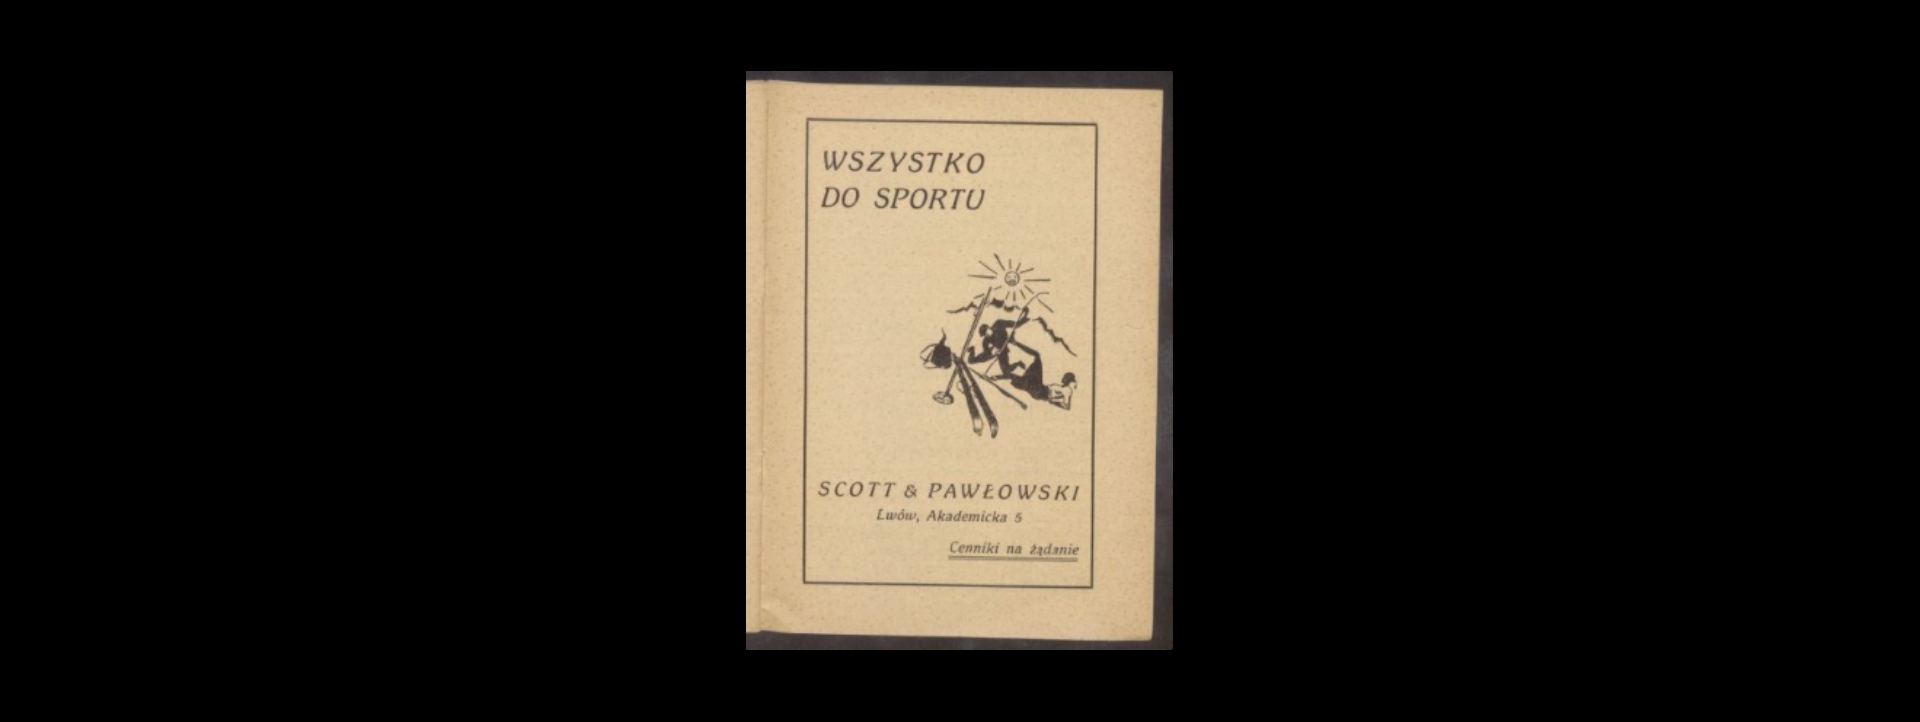 WSZYSTKO
DO SPORTU
SCOTT & PAWŁOWSKI
Lwów, Akademicka 5
Cenniki na żądanie